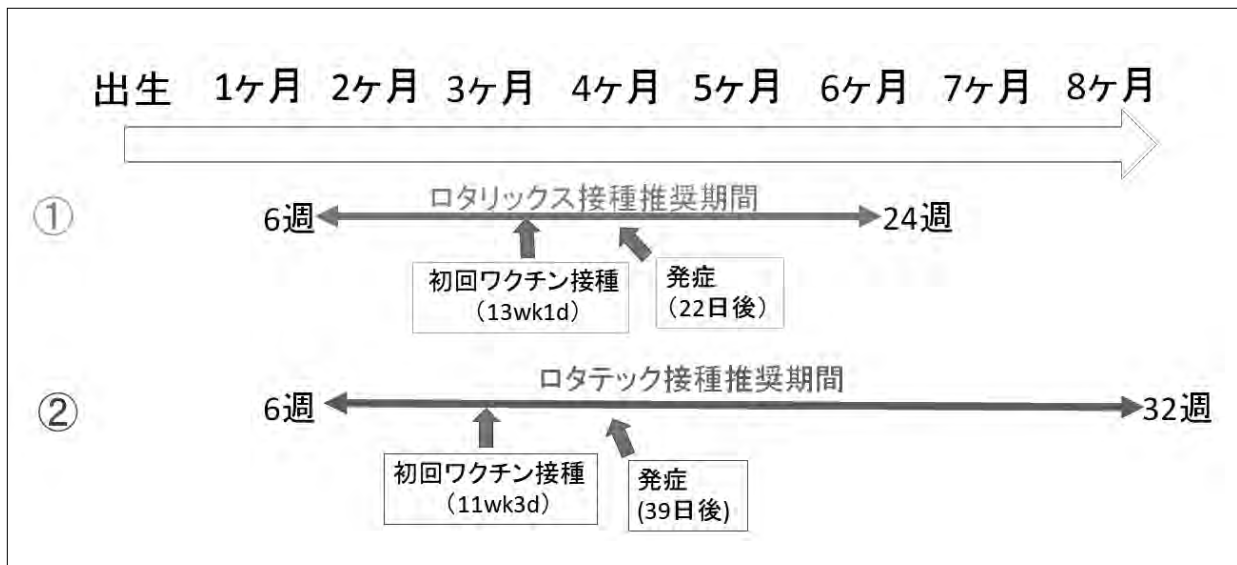 出生 1ヶ月 2ヶ月 3ヶ月 4ヶ月 5ヶ月 6ヶ月 7ヶ月 8ヶ月
ロタリックス接種推奨期間
① 6週 24週
初回ワクチン接種
（13wk1d）
発症
（22日後）
ロタテック接種推奨期間
② 6週 32週
初回ワクチン接種
（11wk3d）
発症
(39日後)